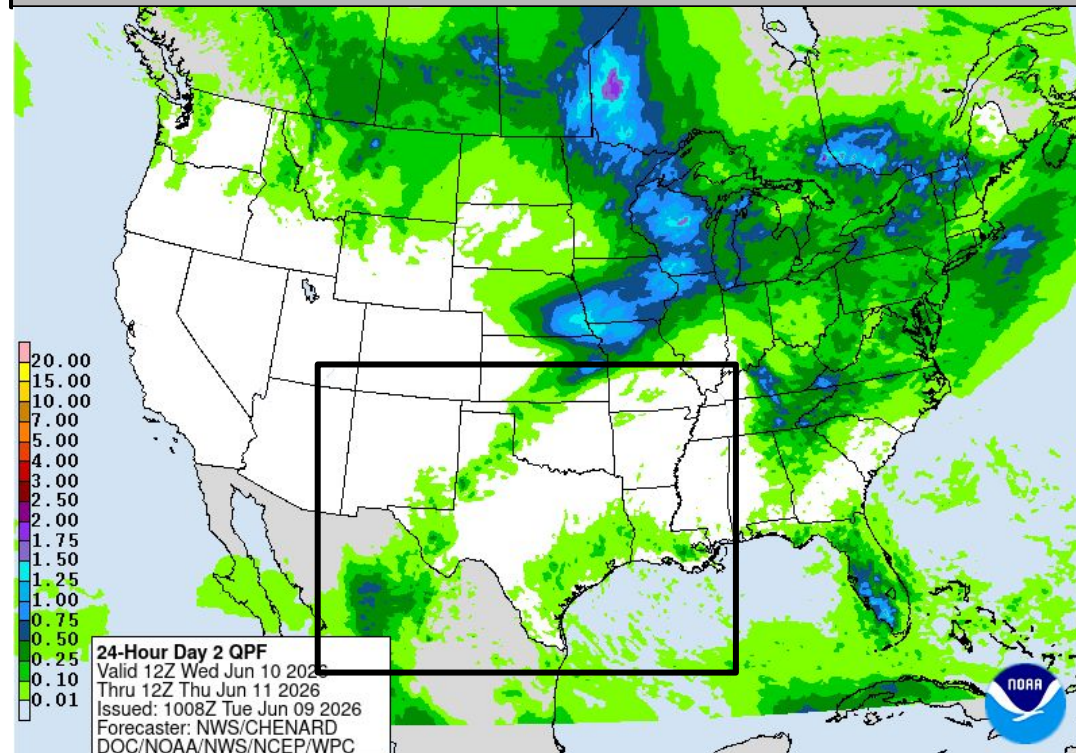 20.00
15.00
10.00
7.00
5.00
4.00
3.00
2.50
2.00
1.75
1.50
1.25
1.00
0.75
0.50
0.25
0.10
0.01
24-Hour Day 2 QPF
Valid 12Z Wed Jun 10 2026
Thru 12Z Thu Jun 11 2026
Issued: 1008Z Tue Jun 09 2026
Forecaster: NWS/CHENARD
DOC/NOAA/NWS/NCEP/WPC
NOAA